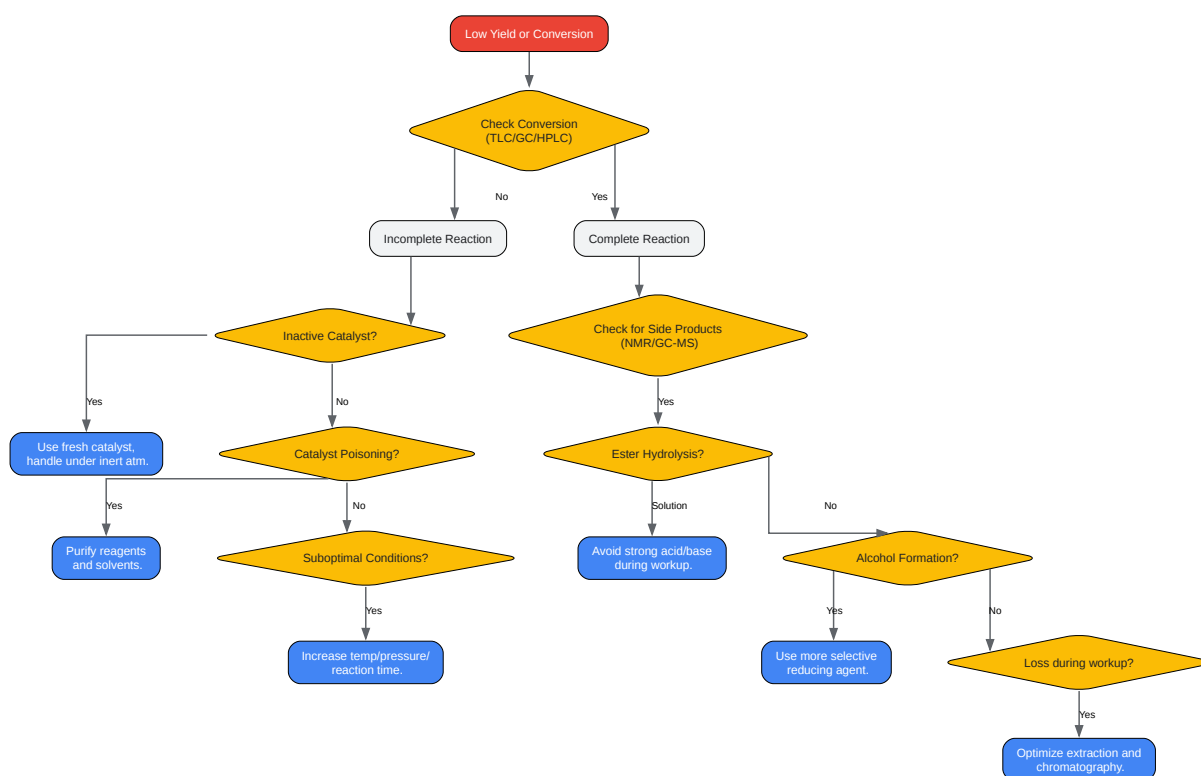 Low Yield or Conversion
Check Conversion
(TLC/GC/HPLC)
No
Yes
Incomplete Reaction
Complete Reaction
Inactive Catalyst?
Check for Side Products
(NMR/GC-MS)
Yes
No
Yes
Use fresh catalyst,
handle under inert atm.
Catalyst Poisoning?
Ester Hydrolysis?
Yes
No
Solution
No
Purify reagents
and solvents.
Suboptimal Conditions?
Avoid strong acid/base
during workup.
Alcohol Formation?
Yes
Yes
No
Increase temp/pressure/
reaction time.
Use more selective
reducing agent.
Loss during workup?
Yes
Optimize extraction and
chromatography.